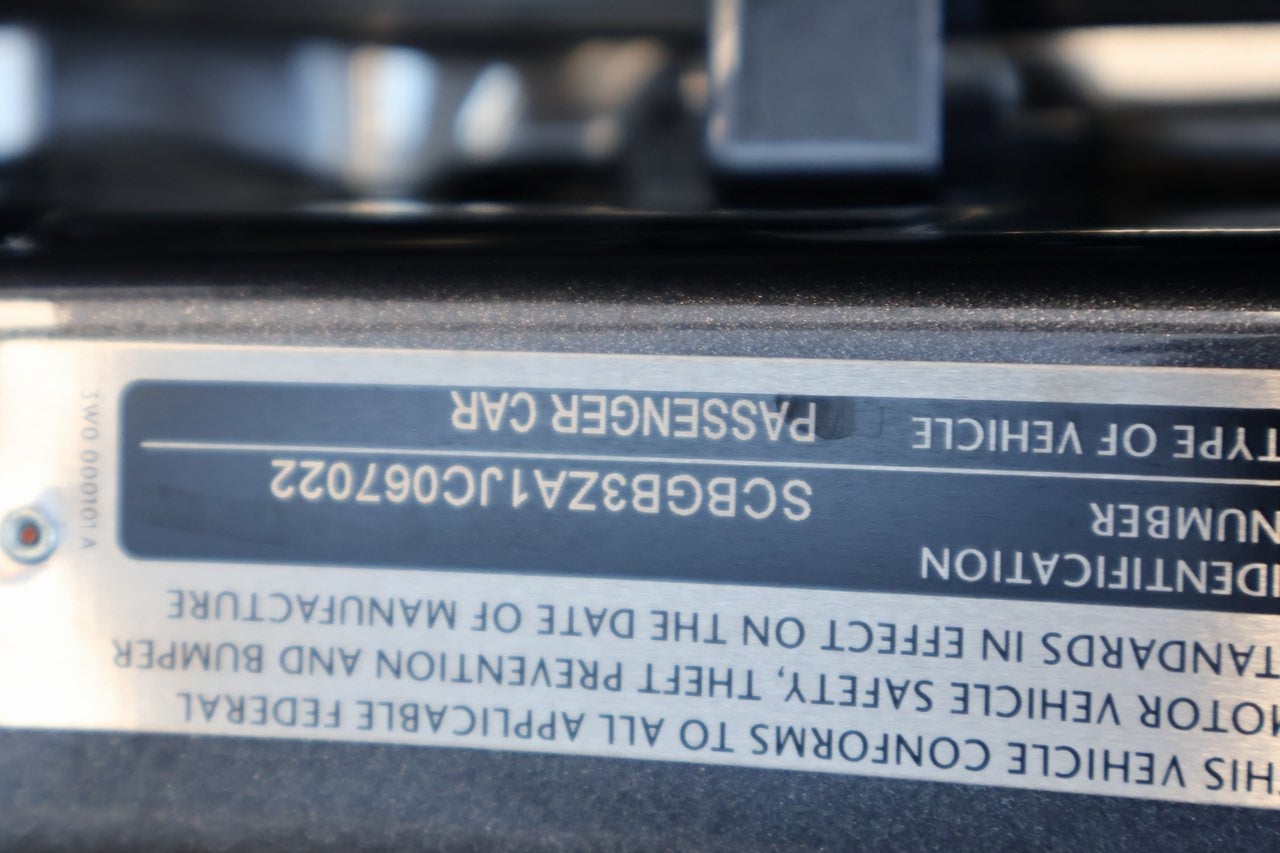 THIS VEHICLE CONFORMS TO ALL APPLICABLE FEDERAL
MOTOR VEHICLE SAFETY, THEFT PREVENTION AND BUMPER
STANDARDS IN EFFECT ON THE DATE OF MANUFACTURE
IDENTIFICATION
NUMBER
SCBGB3ZA1JC067022
TYPE OF VEHICLE
PASSENGER CAR
3W0 000101A